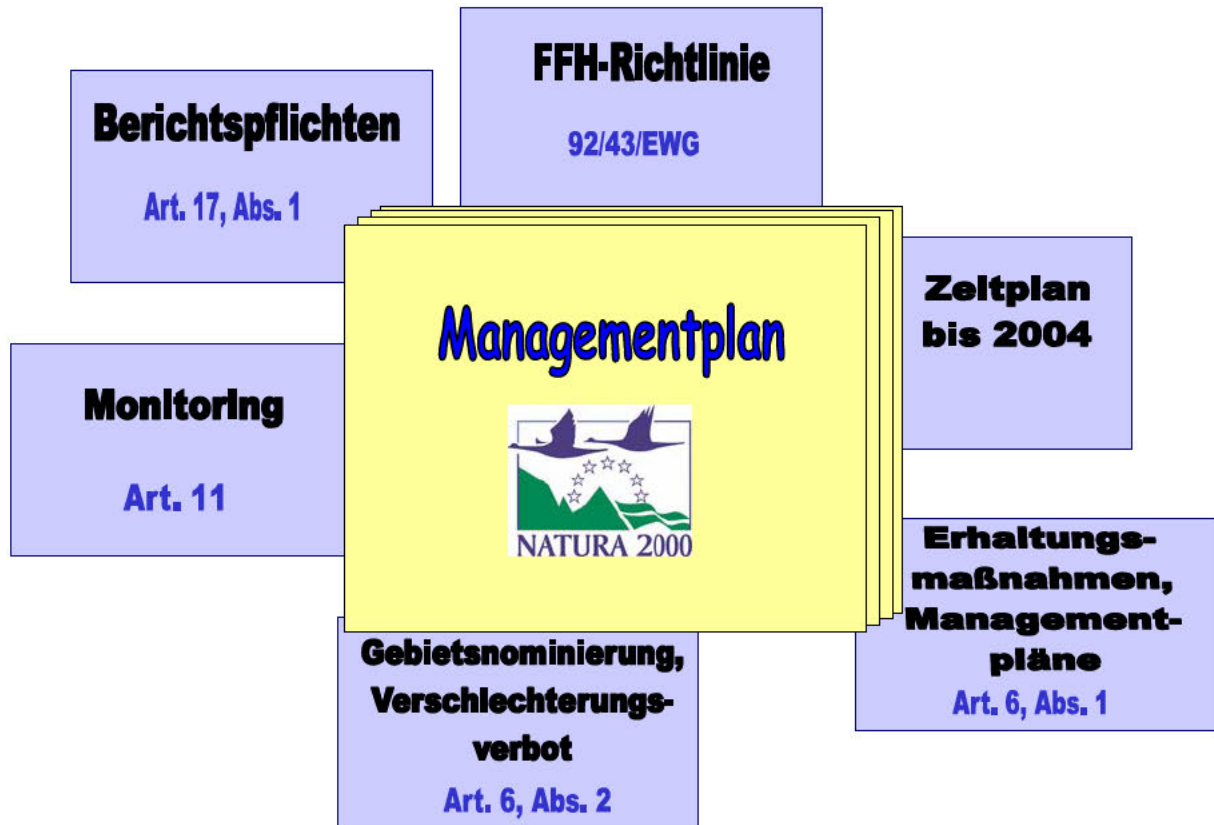 FFH-Richtlinie
92/43/EWG
Berichtspflichten
Art. 17, Abs. 1
Zeitplan
bis 2004
Managementplan
NATURA 2000
Monitoring
Art. 11
Erhaltungs-
maßnahmen,
Management-
pläne
Art. 6, Abs. 1
Gebietsnominierung,
Verschlechterungs-
verbot
Art. 6, Abs. 2